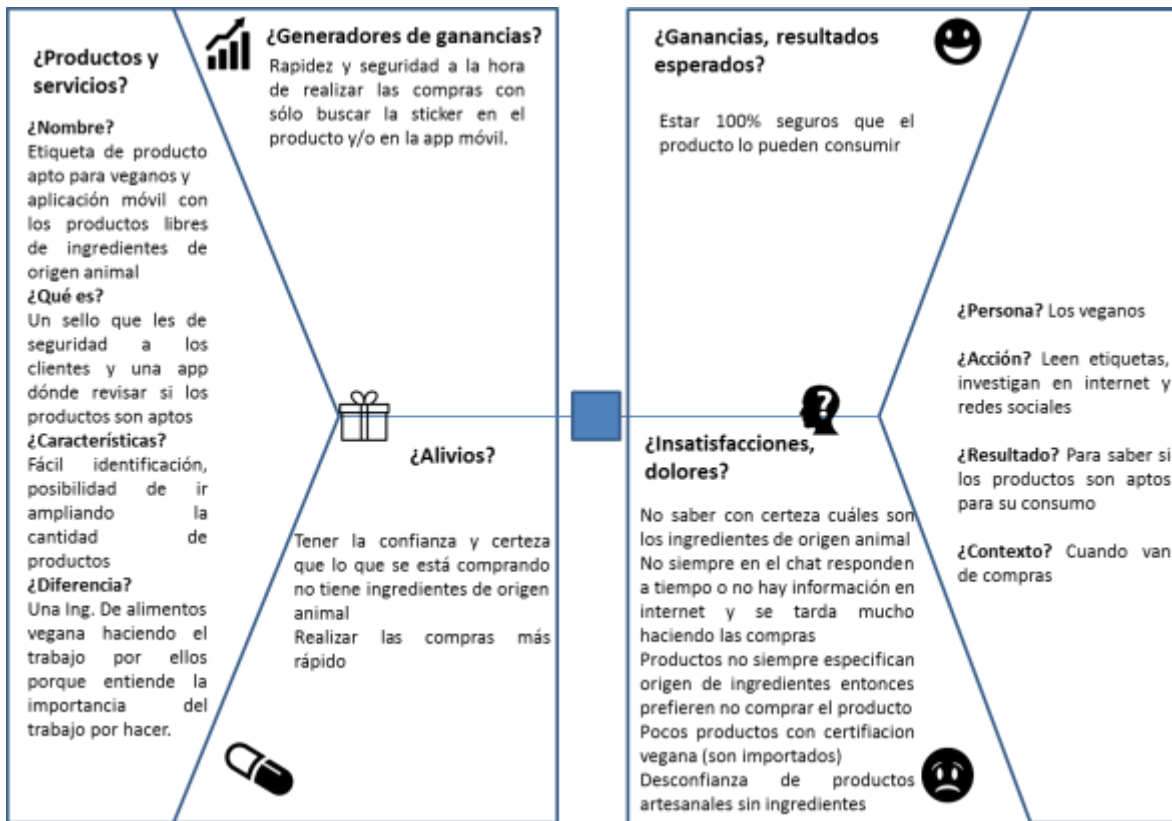 ¿Productos y
servicios?
¿Nombre?
Etiqueta de producto
apto para veganos y
aplicación móvil con
los productos libres
de ingredientes de
origen animal
¿Qué es?
Un sello que les de
seguridad a los
clientes y una app
dónde revisar si los
productos son aptos
¿Características?
Fácil identificación,
posibilidad de ir
ampliando la
cantidad de
productos
¿Diferencia?
Una Ing. De alimentos
vegana haciendo el
trabajo por ellos
porque entiende la
importancia del
trabajo por hacer.
¿Generadores de ganancias?
Rapidez y seguridad a la hora
de realizar las compras con
sólo buscar la sticker en el
producto y/o en la app móvil.
¿Alivios?
Tener la confianza y certeza
que lo que se está comprando
no tiene ingredientes de origen
animal
Realizar las compras más
rápido
¿Ganancias, resultados
esperados?
Estar 100% seguros que el
producto lo pueden consumir
?
¿Insatisfacciones,
dolores?
No saber con certeza cuáles son
los ingredientes de origen animal
No siempre en el chat responden
a tiempo o no hay información en
internet y se tarda mucho
haciendo las compras
Productos no siempre especifican
origen de ingredientes entonces
prefieren no comprar el producto
Pocos productos con certifiacion
vegana (son importados)
Desconfianza de productos
artesanales sin ingredientes
¿Persona? Los veganos
¿Acción? Leen etiquetas,
investigan en internet y
redes sociales
¿Resultado? Para saber si
los productos son aptos
para su consumo
¿Contexto? Cuando van
de compras